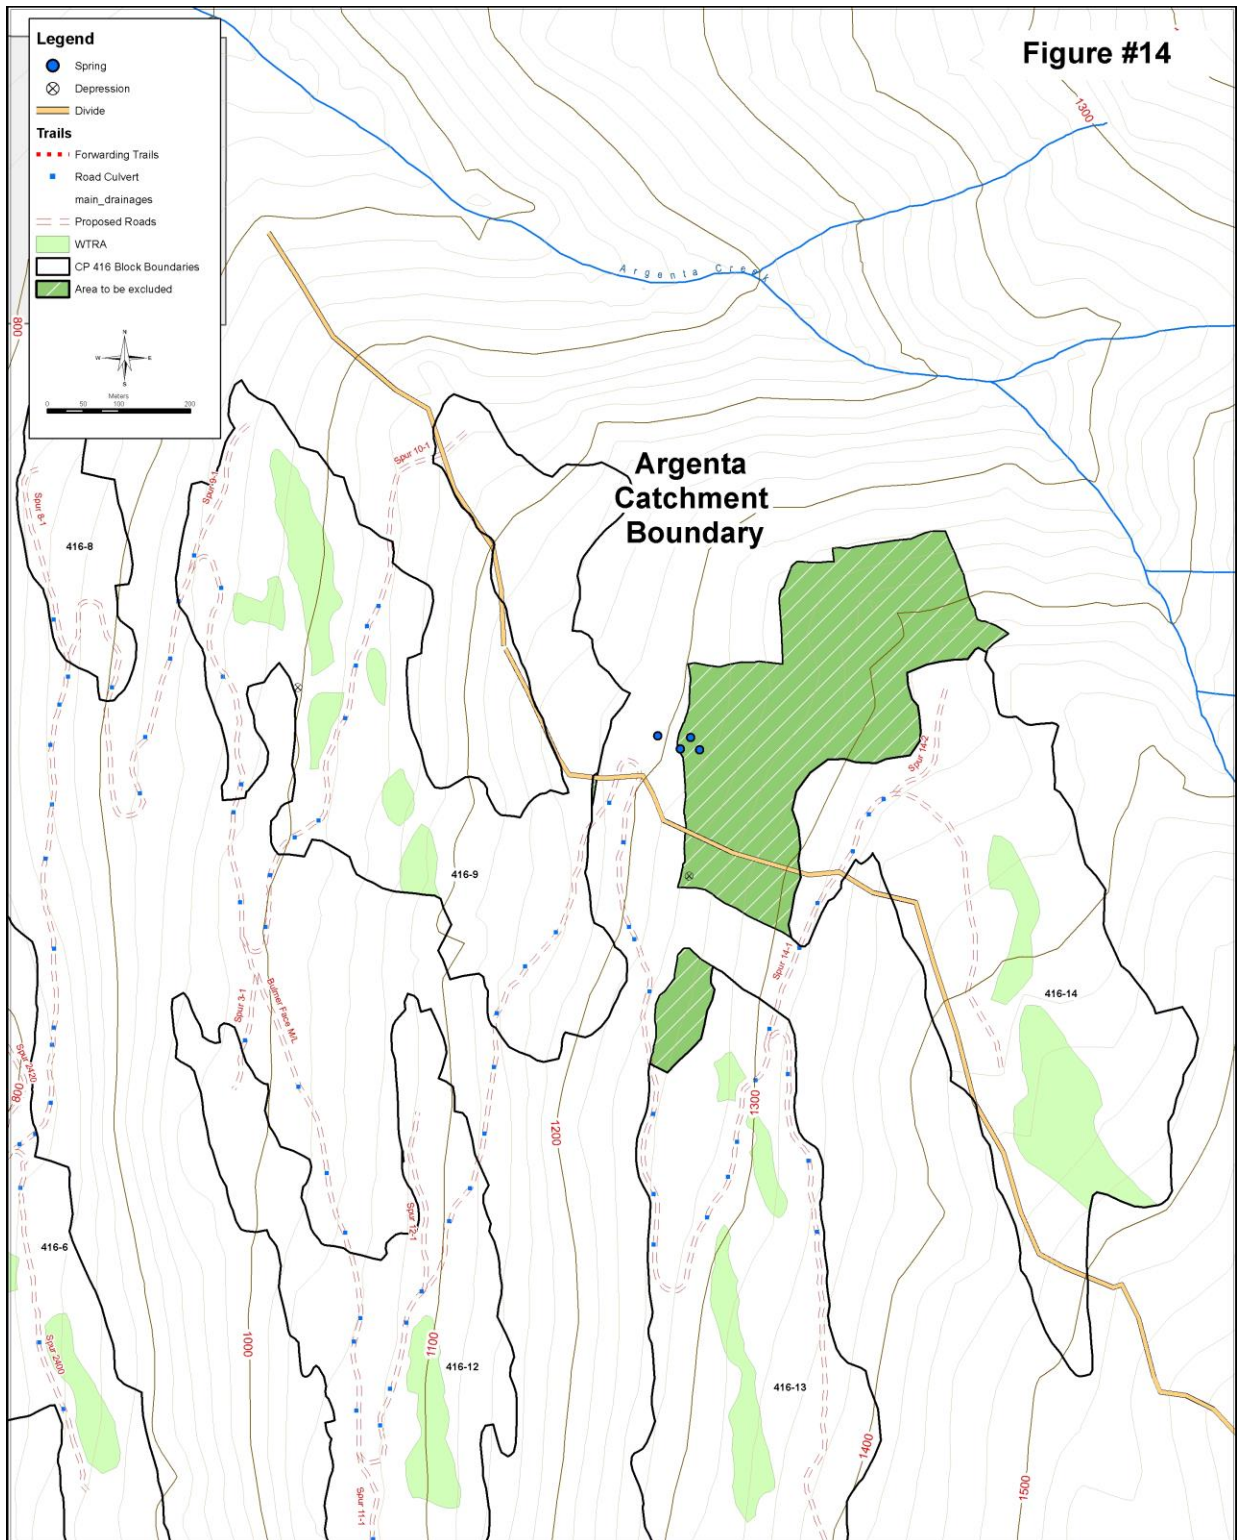 Figure #14
Legend
Spring
Depression
Divide
Trails
Forwarding Trails
Road Culvert
main_drainages
Proposed Roads
WTRA
CP 416 Block Boundaries
Area to be excluded
N
W
E
S
Meters
0 50 100 200
1300
Argenta Creek
800
Argenta
Catchment
Boundary
Spur 10-1
Spur 9-1
Spur 8-1
416-8
Spur 14-2
416-9
Spur 14-1
416-14
Spur 3-1
Bulmer Face M/L
Spur 2420
800
1300
1200
Spur 12-1
416-6
Spur 2400
1000
1100
416-12
416-13
1400
1500
Spur 11-1